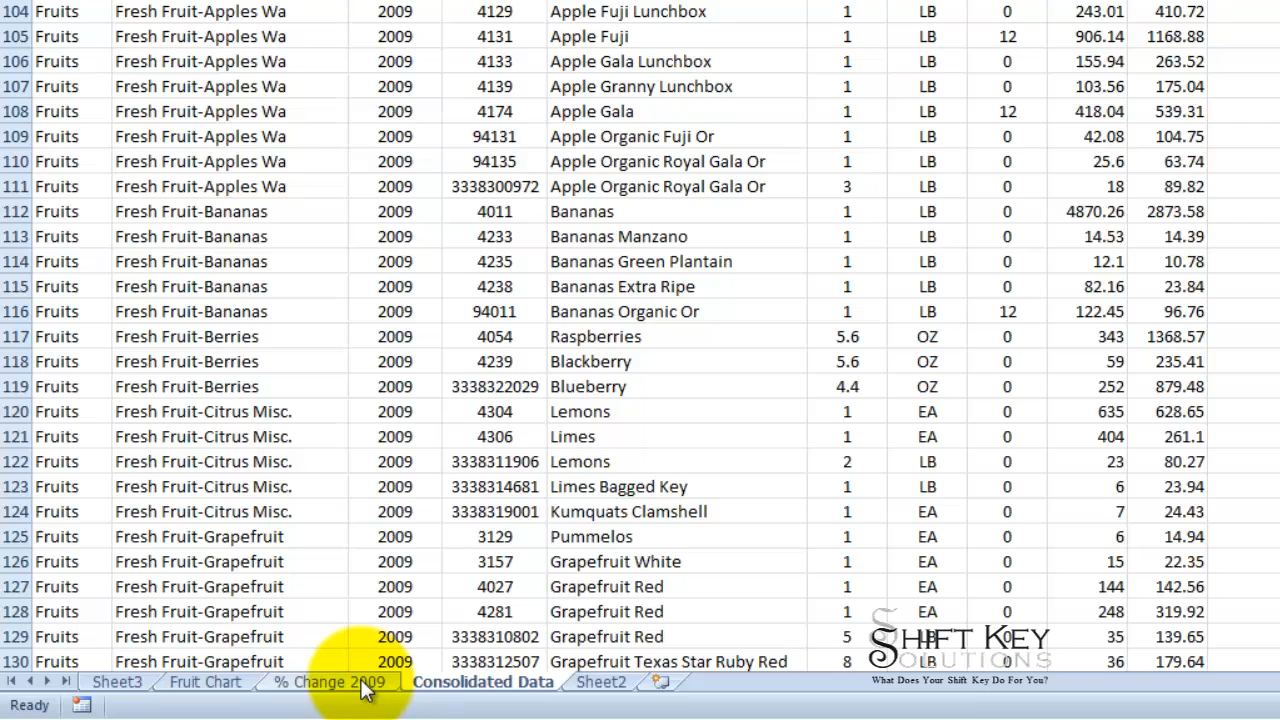 104 Fruits Fresh Fruit-Apples Wa 2009 4129 Apple Fuji Lunchbox 1 LB 0 243.01 410.72
105 Fruits Fresh Fruit-Apples Wa 2009 4131 Apple Fuji 1 LB 12 906.14 1168.88
106 Fruits Fresh Fruit-Apples Wa 2009 4133 Apple Gala Lunchbox 1 LB 0 155.94 263.52
107 Fruits Fresh Fruit-Apples Wa 2009 4139 Apple Granny Lunchbox 1 LB 0 103.56 175.04
108 Fruits Fresh Fruit-Apples Wa 2009 4174 Apple Gala 1 LB 12 418.04 539.31
109 Fruits Fresh Fruit-Apples Wa 2009 94131 Apple Organic Fuji Or 1 LB 0 42.08 104.75
110 Fruits Fresh Fruit-Apples Wa 2009 94135 Apple Organic Royal Gala Or 1 LB 0 25.6 63.74
111 Fruits Fresh Fruit-Apples Wa 2009 3338300972 Apple Organic Royal Gala Or 3 LB 0 18 89.82
112 Fruits Fresh Fruit-Bananas 2009 4011 Bananas 1 LB 0 4870.26 2873.58
113 Fruits Fresh Fruit-Bananas 2009 4233 Bananas Manzano 1 LB 0 14.53 14.39
114 Fruits Fresh Fruit-Bananas 2009 4235 Bananas Green Plantain 1 LB 0 12.1 10.78
115 Fruits Fresh Fruit-Bananas 2009 4238 Bananas Extra Ripe 1 LB 0 82.16 23.84
116 Fruits Fresh Fruit-Bananas 2009 94011 Bananas Organic Or 1 LB 12 122.45 96.76
117 Fruits Fresh Fruit-Berries 2009 4054 Raspberries 5.6 OZ 0 343 1368.57
118 Fruits Fresh Fruit-Berries 2009 4239 Blackberry 5.6 OZ 0 59 235.41
119 Fruits Fresh Fruit-Berries 2009 3338322029 Blueberry 4.4 OZ 0 252 879.48
120 Fruits Fresh Fruit-Citrus Misc. 2009 4304 Lemons 1 EA 0 635 628.65
121 Fruits Fresh Fruit-Citrus Misc. 2009 4306 Limes 1 EA 0 404 261.1
122 Fruits Fresh Fruit-Citrus Misc. 2009 3338311906 Lemons 2 LB 0 23 80.27
123 Fruits Fresh Fruit-Citrus Misc. 2009 3338314681 Limes Bagged Key 1 LB 0 6 23.94
124 Fruits Fresh Fruit-Citrus Misc. 2009 3338319001 Kumquats Clamshell 1 LB 0 7 24.43
125 Fruits Fresh Fruit-Grapefruit 2009 3129 Pummelos 1 EA 0 6 14.94
126 Fruits Fresh Fruit-Grapefruit 2009 3157 Grapefruit White 1 EA 0 15 22.35
127 Fruits Fresh Fruit-Grapefruit 2009 4027 Grapefruit Red 1 EA 0 144 142.56
128 Fruits Fresh Fruit-Grapefruit 2009 4281 Grapefruit Red 1 EA 0 248 319.92
129 Fruits Fresh Fruit-Grapefruit 2009 3338310802 Grapefruit Red 5 LB 0 35 139.65
130 Fruits Fresh Fruit-Grapefruit 2009 3338312507 Grapefruit Texas Star Ruby Red 8 LB 0 36 179.64
SHIFT KEY
SOLUTIONS
What Does Your Shift Key Do For You?
Sheet3 Fruit Chart % Change 2009 Consolidated Data Sheet2
Ready